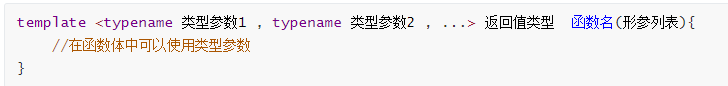 template <typename 类型参数1 , typename 类型参数2 , ...> 返回值类型  函数名(形参列表){
    //在函数体中可以使用类型参数
}